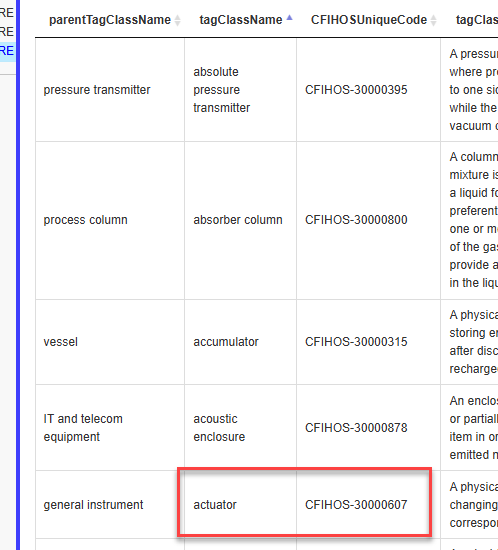 RE
RE
RE
parentTagClassName tagClassName CFIHOSUniqueCode tagCl
pressure transmitter
absolute
pressure
transmitter
CFIHOS-30000395
A pressu
where pre
to one sid
while the
vacuum c
process column
absorber column
CFIHOS-30000800
A column
mixture is
a liquid fo
preferent
one or mo
of the gas
provide a
in the liqu
vessel
accumulator
CFIHOS-30000315
A physica
storing en
after disc
recharge
IT and telecom
equipment
acoustic
enclosure
CFIHOS-30000878
An enclos
or partiall
item in or
emitted n
general instrument
actuator
CFIHOS-30000607
A physica
changing
correspor